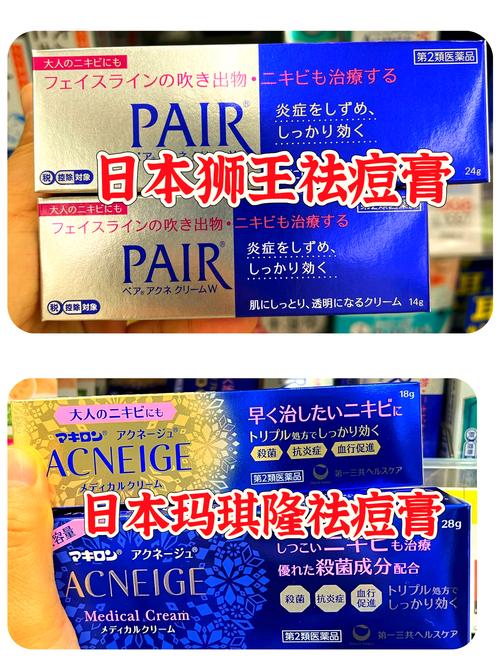 大人のニキビにも
第2類医薬品
フェイスラインの吹き出物・ニキビも治療する
PAIR®
炎症をしずめ、
しっかり効く
税 控除 対象
24g
日本狮王祛痘膏
大人のニキビにも
フェイスラインの吹き出物・ニキビも治療する
PAIR®
炎症をしずめ、
しっかり効く
ペア®アクネ クリームW
税 控除 対象
肌にしっとり、透明になるクリーム 14g
18g
大人のニキビにも
早く治したいニキビに
マキロン® アクネージュ®
トリプル処方でしっかり効く
ACNEIGE
殺菌 抗炎症 血行促進
メディカルクリーム
第2類医薬品
第一三共ヘルスケア
日本玛琪隆祛痘膏
容量
28g
マキロン® アクネージュ®
しつこいニキビも治療
優れた殺菌成分配合
ACNEIGE
殺菌 抗炎症 血行促進
トリプル処方で
しっかり効く
Medical Cream
メディカルクリーム
第2類医薬品
第一三共ヘルスケア